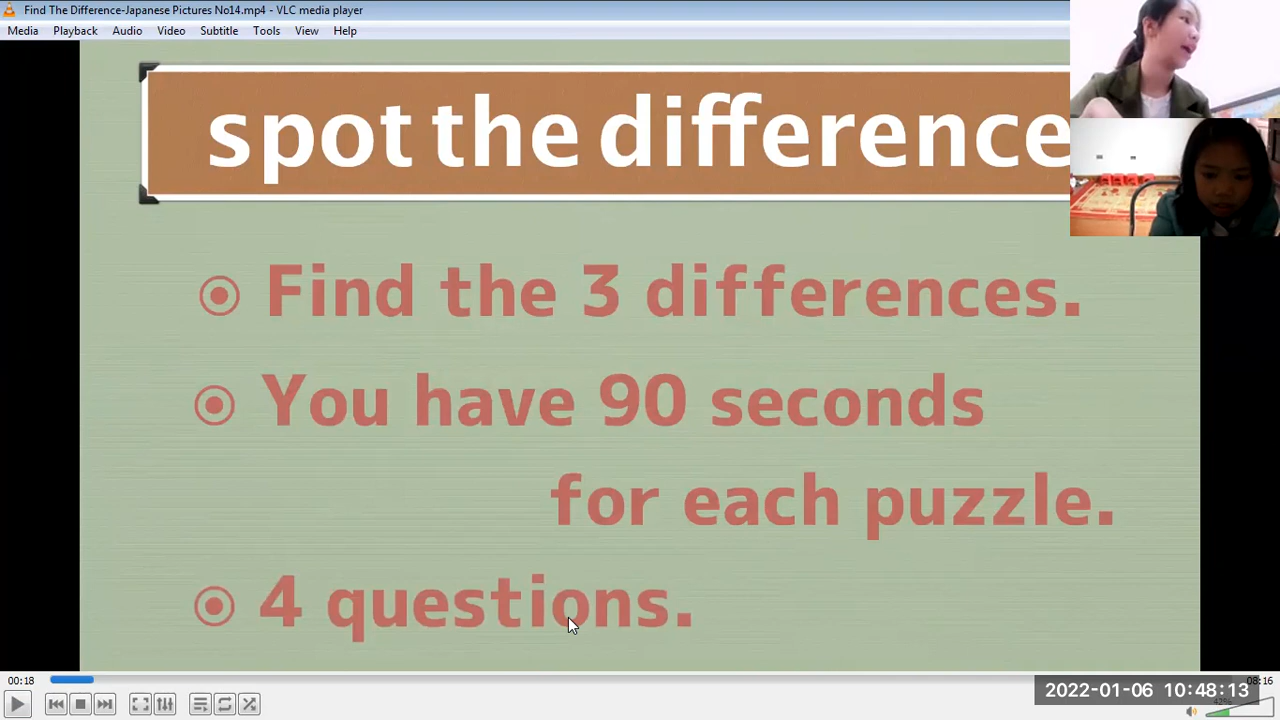 Find The Difference-Japanese Pictures No14.mp4 - VLC media player
Media Playback Audio Video Subtitle Tools View Help
spot the difference
◉ Find the 3 differences.
◉ You have 90 seconds
for each puzzle.
◉ 4 questions.
00:18
08:16
2022-01-06 10:48:13